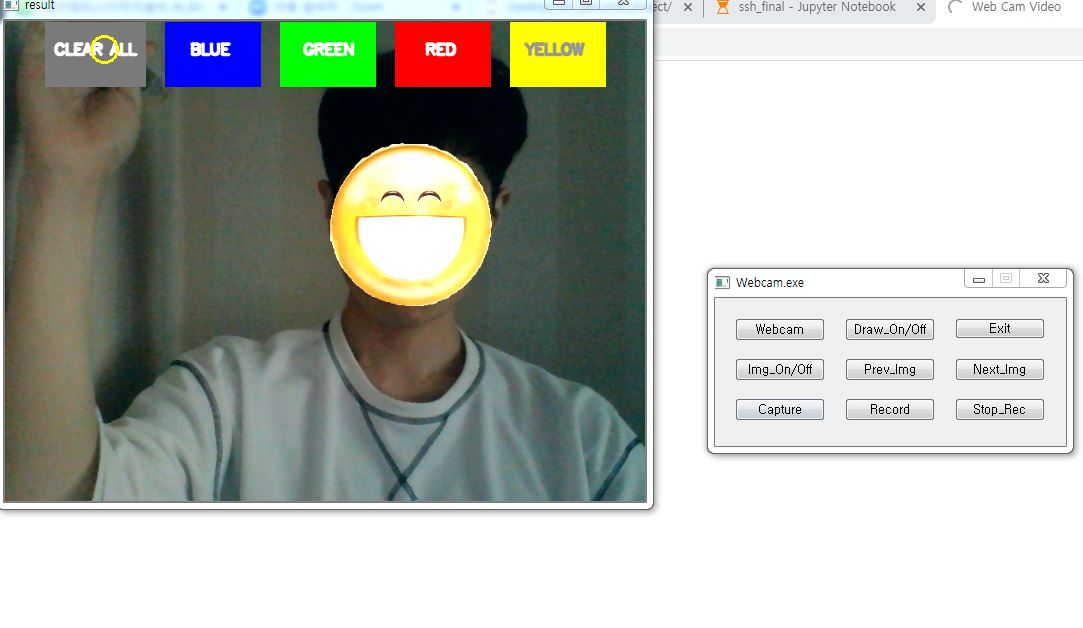 result
ect/
ssh_final - Jupyter Notebook
Web Cam Video
CLEAR ALL
BLUE
GREEN
RED
YELLOW
Webcam.exe
Webcam Draw_On/Off Exit
Img_On/Off Prev_Img Next_Img
Capture Record Stop_Rec